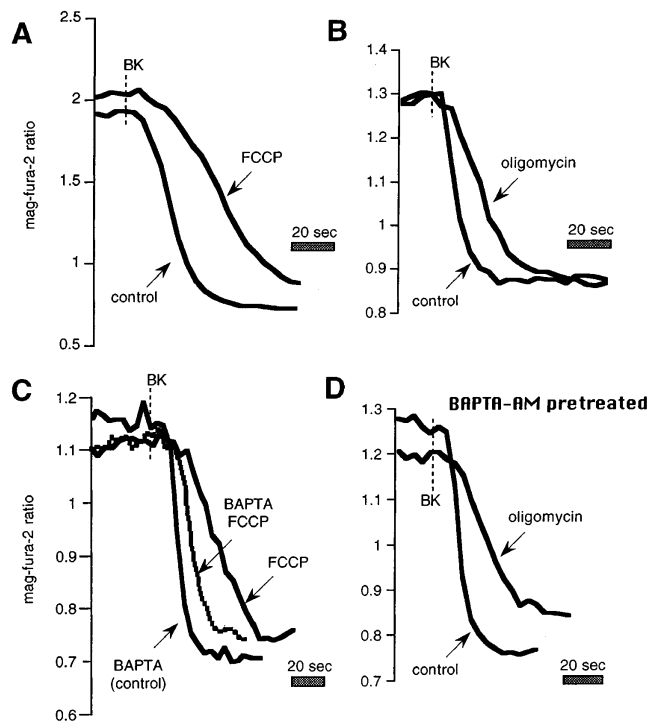 A
mag-fura-2 ratio
2.5
2
1.5
1
0.5
BK
FCCP
20 sec
control
B
1.4
1.3
1.2
1.1
1
0.9
0.8
BK
oligomycin
20 sec
control
C
mag-fura-2 ratio
1.2
1.1
1
0.9
0.8
0.7
0.6
BK
BAPTA
FCCP
FCCP
BAPTA
(control)
20 sec
D
BAPTA-AM pretreated
1.3
1.2
1.1
1
0.9
0.8
0.7
BK
oligomycin
control
20 sec